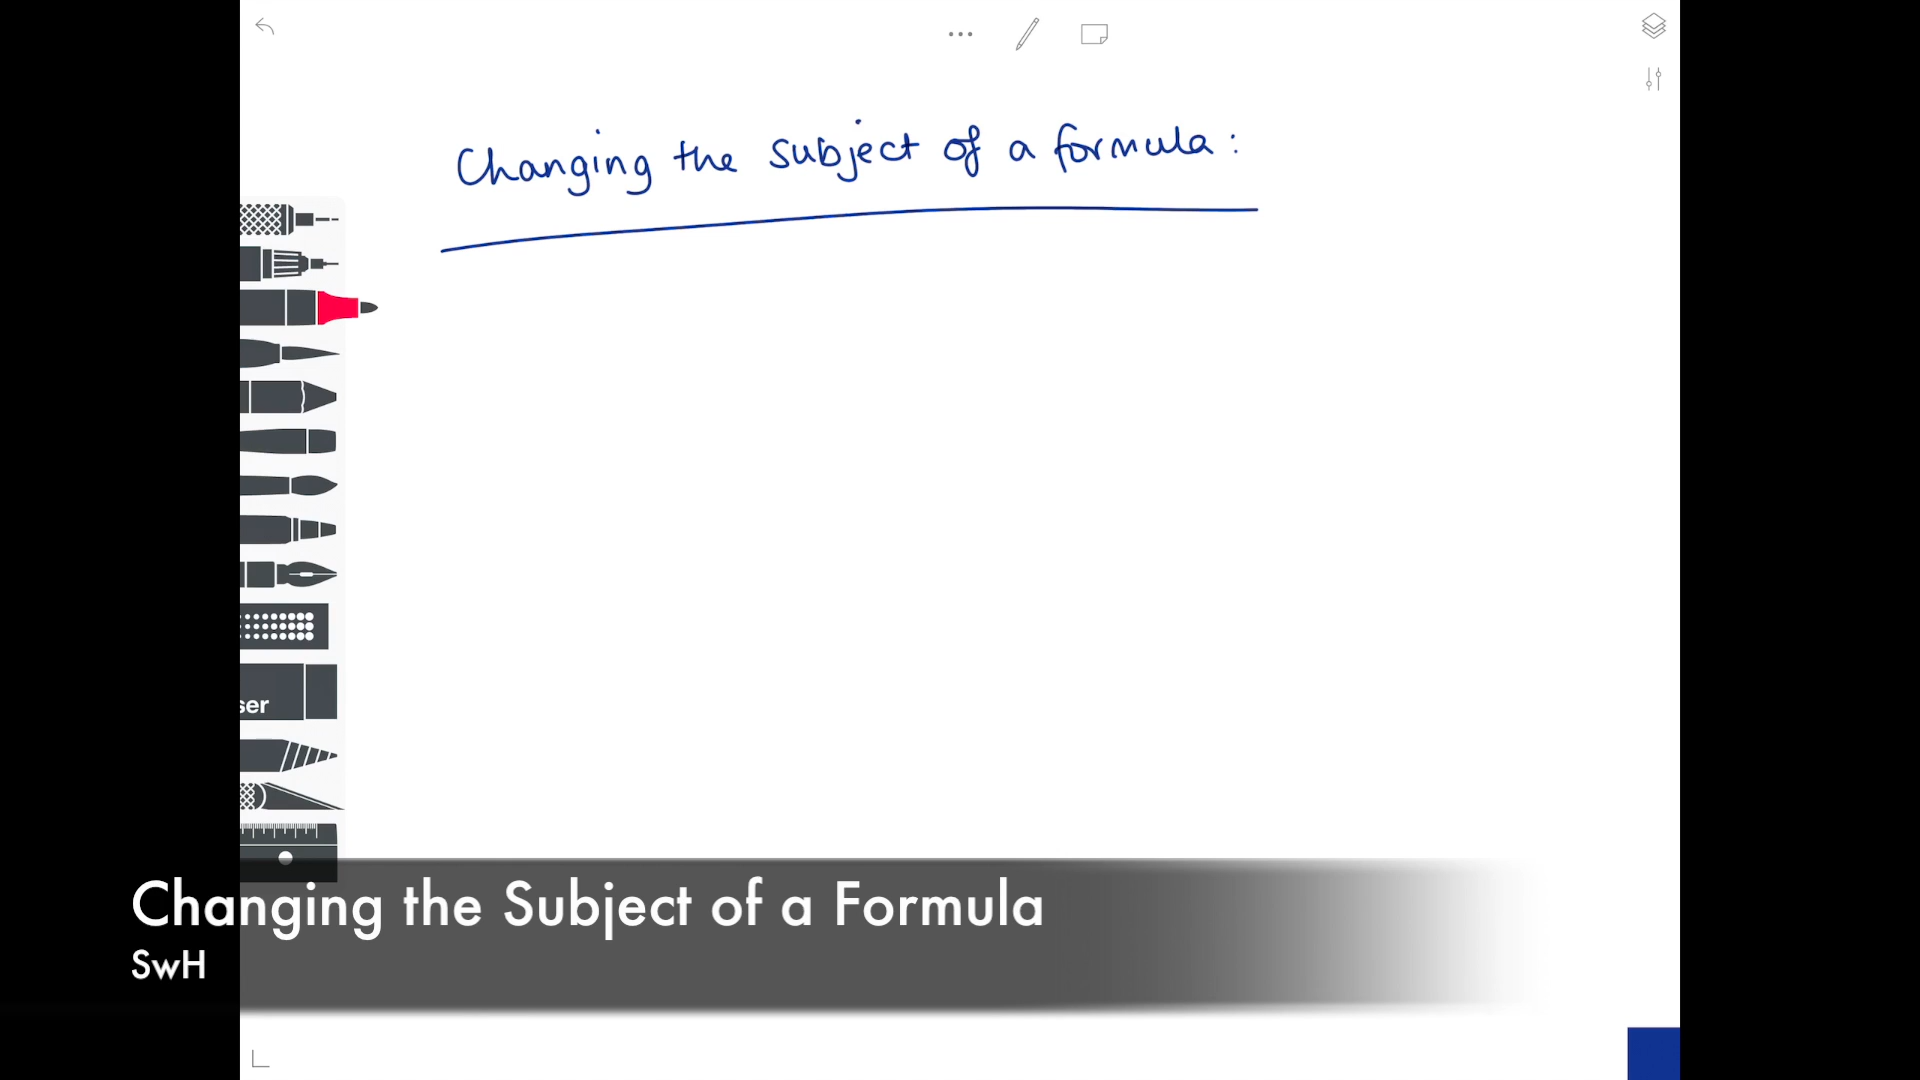 Changing the subject of a formula:
ser
Changing the Subject of a Formula
SwH